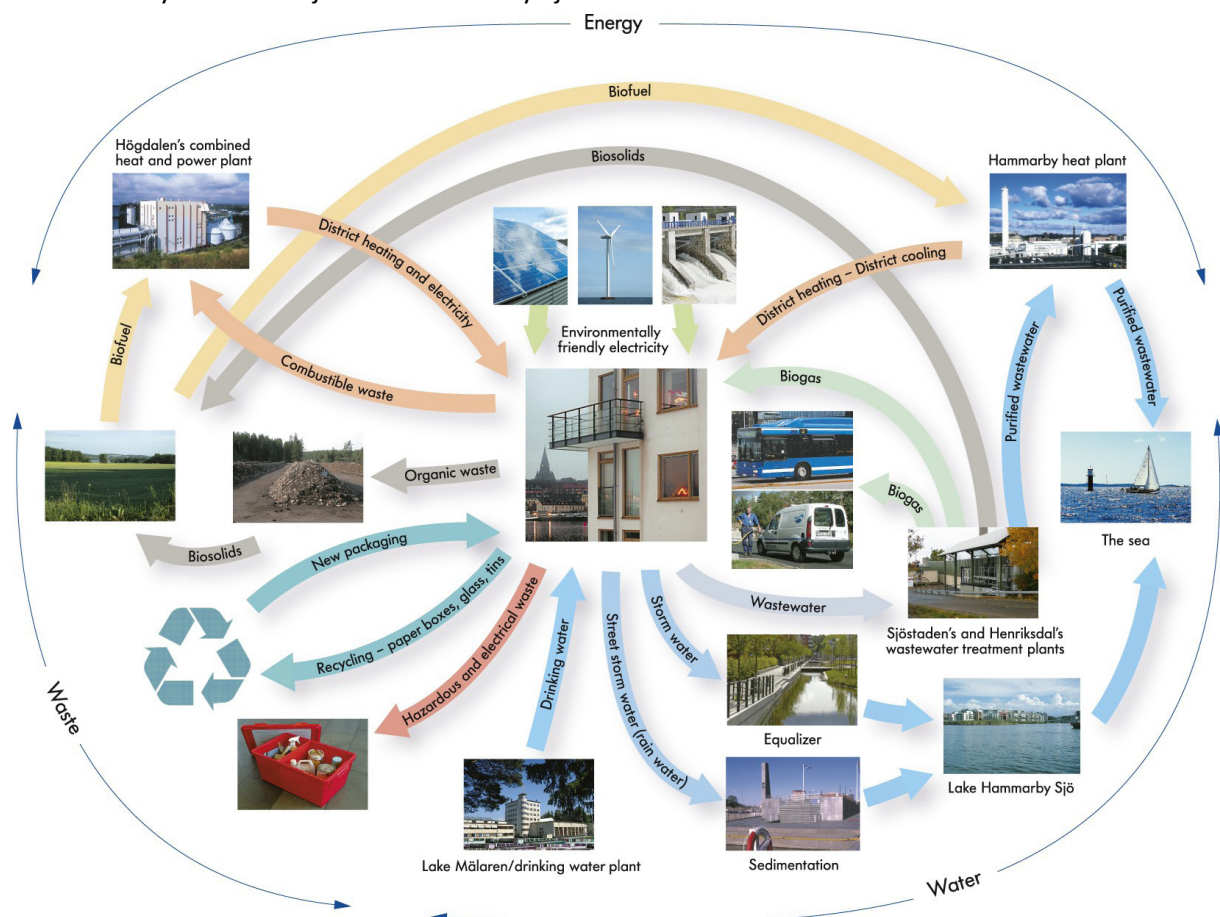 Energy
Biofuel
Högdalen's combined
heat and power plant
Biosolids
Hammarby heat plant
District heating and electricity
District heating – District cooling
Environmentally
friendly electricity
Biofuel
Combustible waste
Biogas
Purified wastewater
Purified wastewater
Organic waste
Biogas
The sea
Biosolids
New packaging
Wastewater
Sjöstaden's and Henriksdal's
wastewater treatment plants
Recycling – paper boxes, glass, tins
Hazardous and electrical waste
Drinking water
Street storm water (rain water)
Storm water
Waste
Equalizer
Lake Hammarby Sjö
Lake Mälaren/drinking water plant
Sedimentation
Water